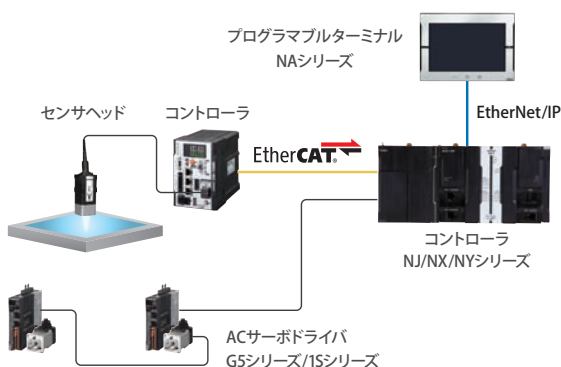 プログラマブルターミナル
NAシリーズ
センサヘッド
コントローラ
EtherNet/IP
EtherCAT®
コントローラ
NJ/NX/NYシリーズ
ACサーボドライバ
G5シリーズ/1Sシリーズ